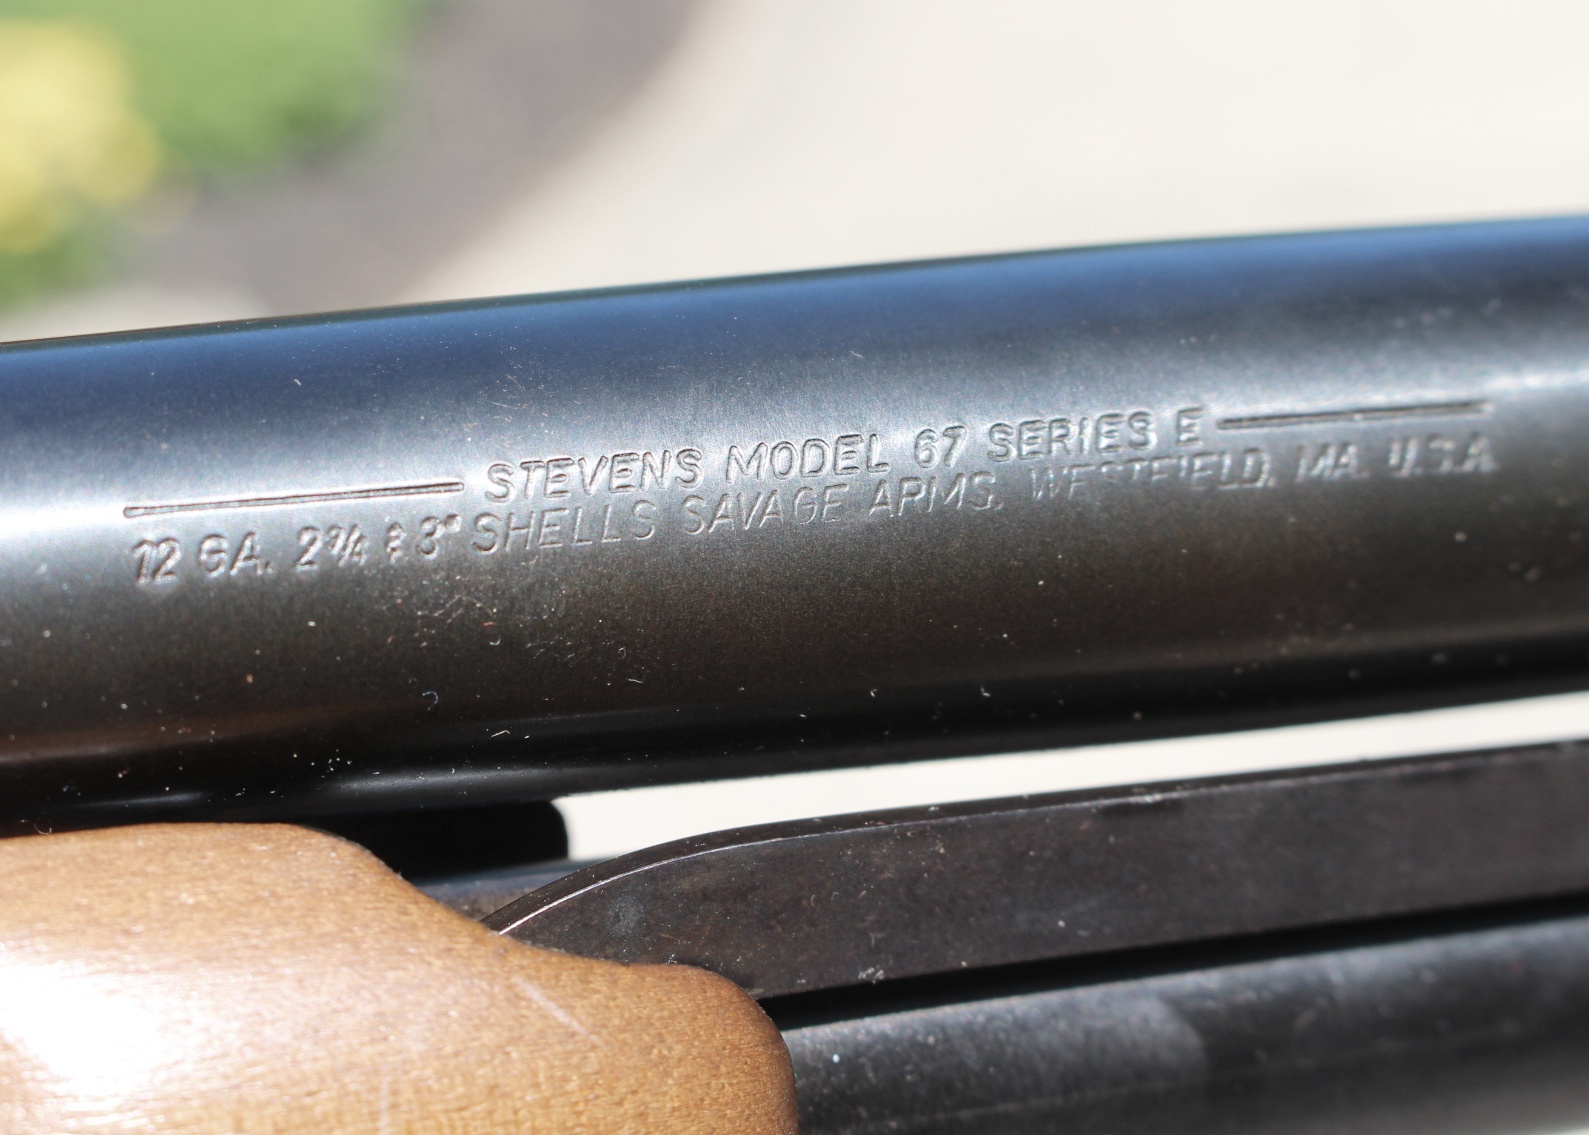 STEVENS MODEL 67 SERIES E
12 GA. 2¾ & 3" SHELLS SAVAGE ARMS. WESTFIELD, MA. U.S.A